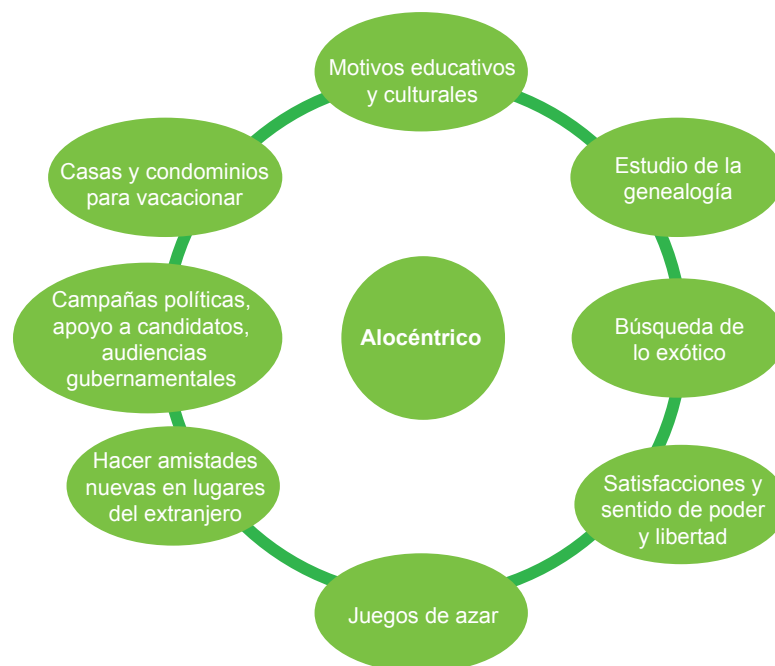 Motivos educativos
y culturales
Estudio de la
genealogía
Búsqueda de
lo exótico
Satisfacciones y
sentido de poder
y libertad
Juegos de azar
Hacer amistades
nuevas en lugares
del extranjero
Campañas políticas,
apoyo a candidatos,
audiencias
gubernamentales
Casas y condominios
para vacacionar
Alocéntrico